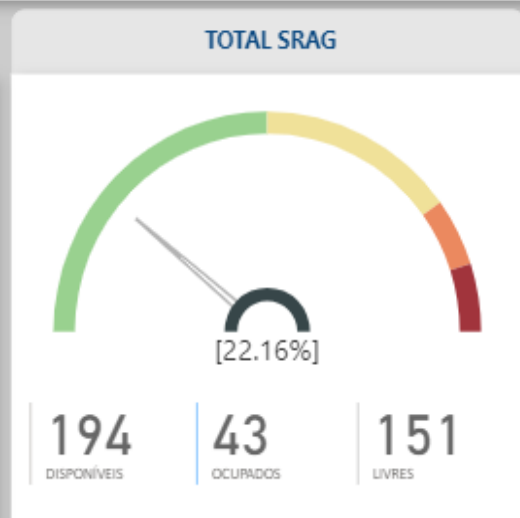 TOTAL SRAG
[22.16%]
194 43 151
DISPONÍVEIS OCUPADOS LIVRES